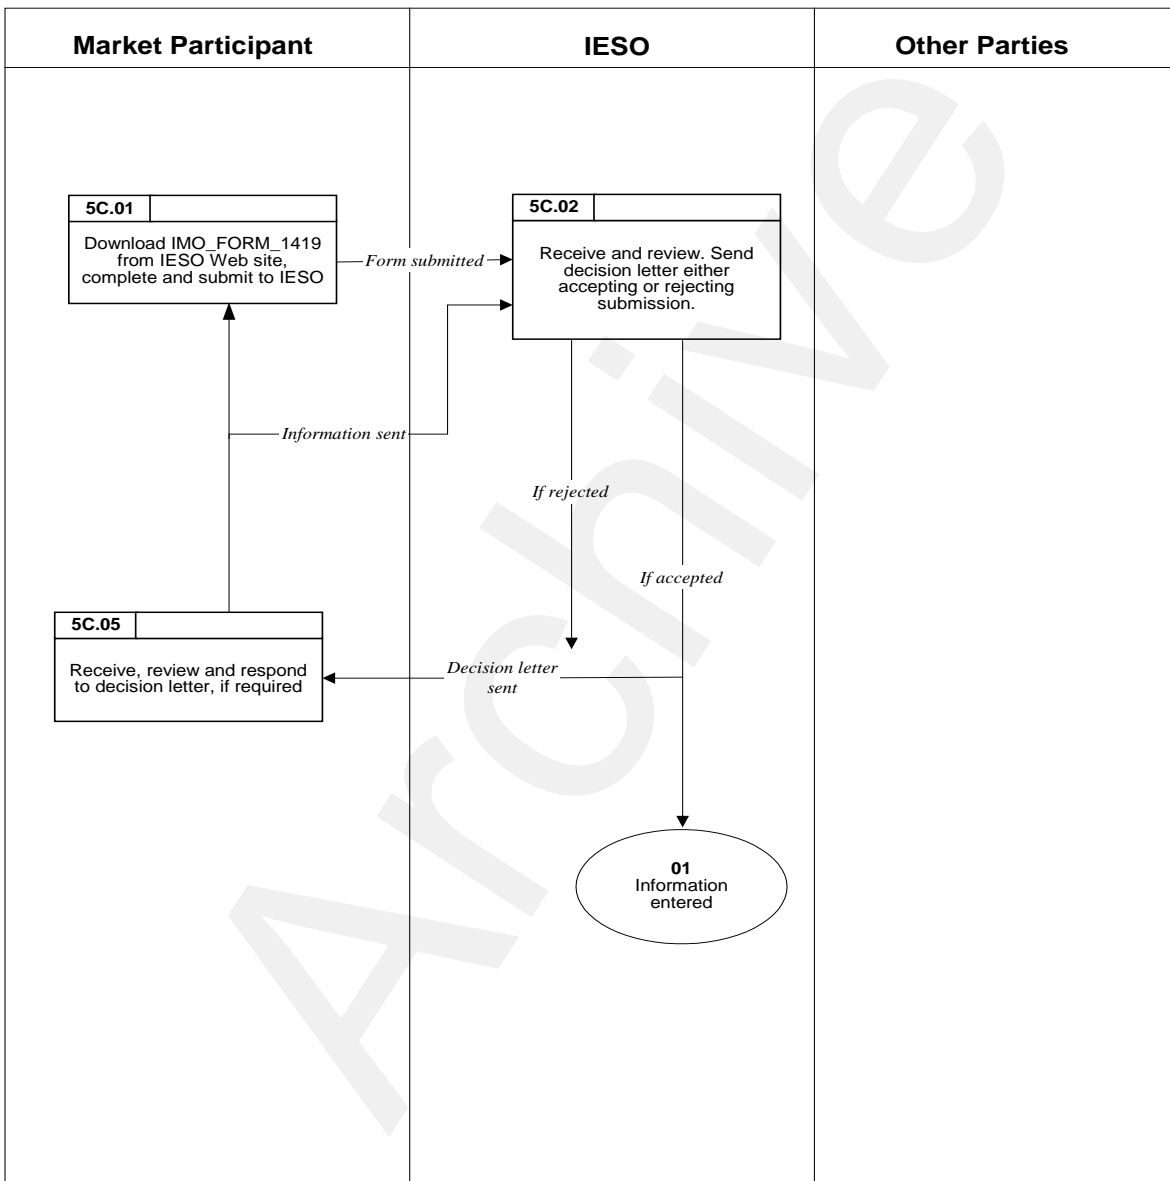 Market Participant
IESO
Other Parties
5C.01
Download IMO_FORM_1419
from IESO Web site,
complete and submit to IESO
Form submitted
5C.02
Receive and review. Send
decision letter either
accepting or rejecting
submission.
Information sent
If rejected
If accepted
5C.05
Receive, review and respond
to decision letter, if required
Decision letter
sent
01
Information
entered
Archive